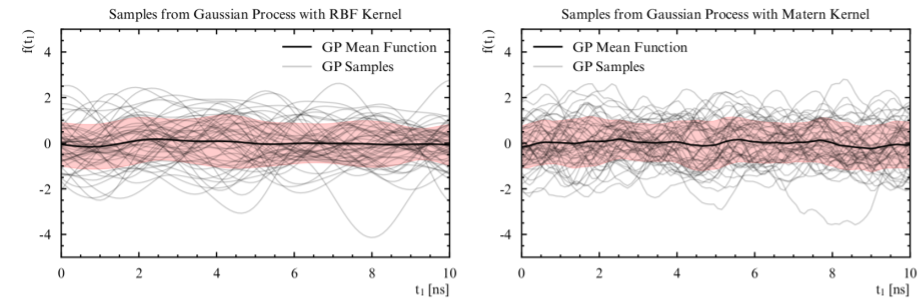 Samples from Gaussian Process with RBF Kernel
f(t₁)
GP Mean Function
GP Samples
4
2
0
-2
-4
0 2 4 6 8 10
t₁ [ns]
Samples from Gaussian Process with Matern Kernel
f(t₁)
GP Mean Function
GP Samples
4
2
0
-2
-4
0 2 4 6 8 10
t₁ [ns]